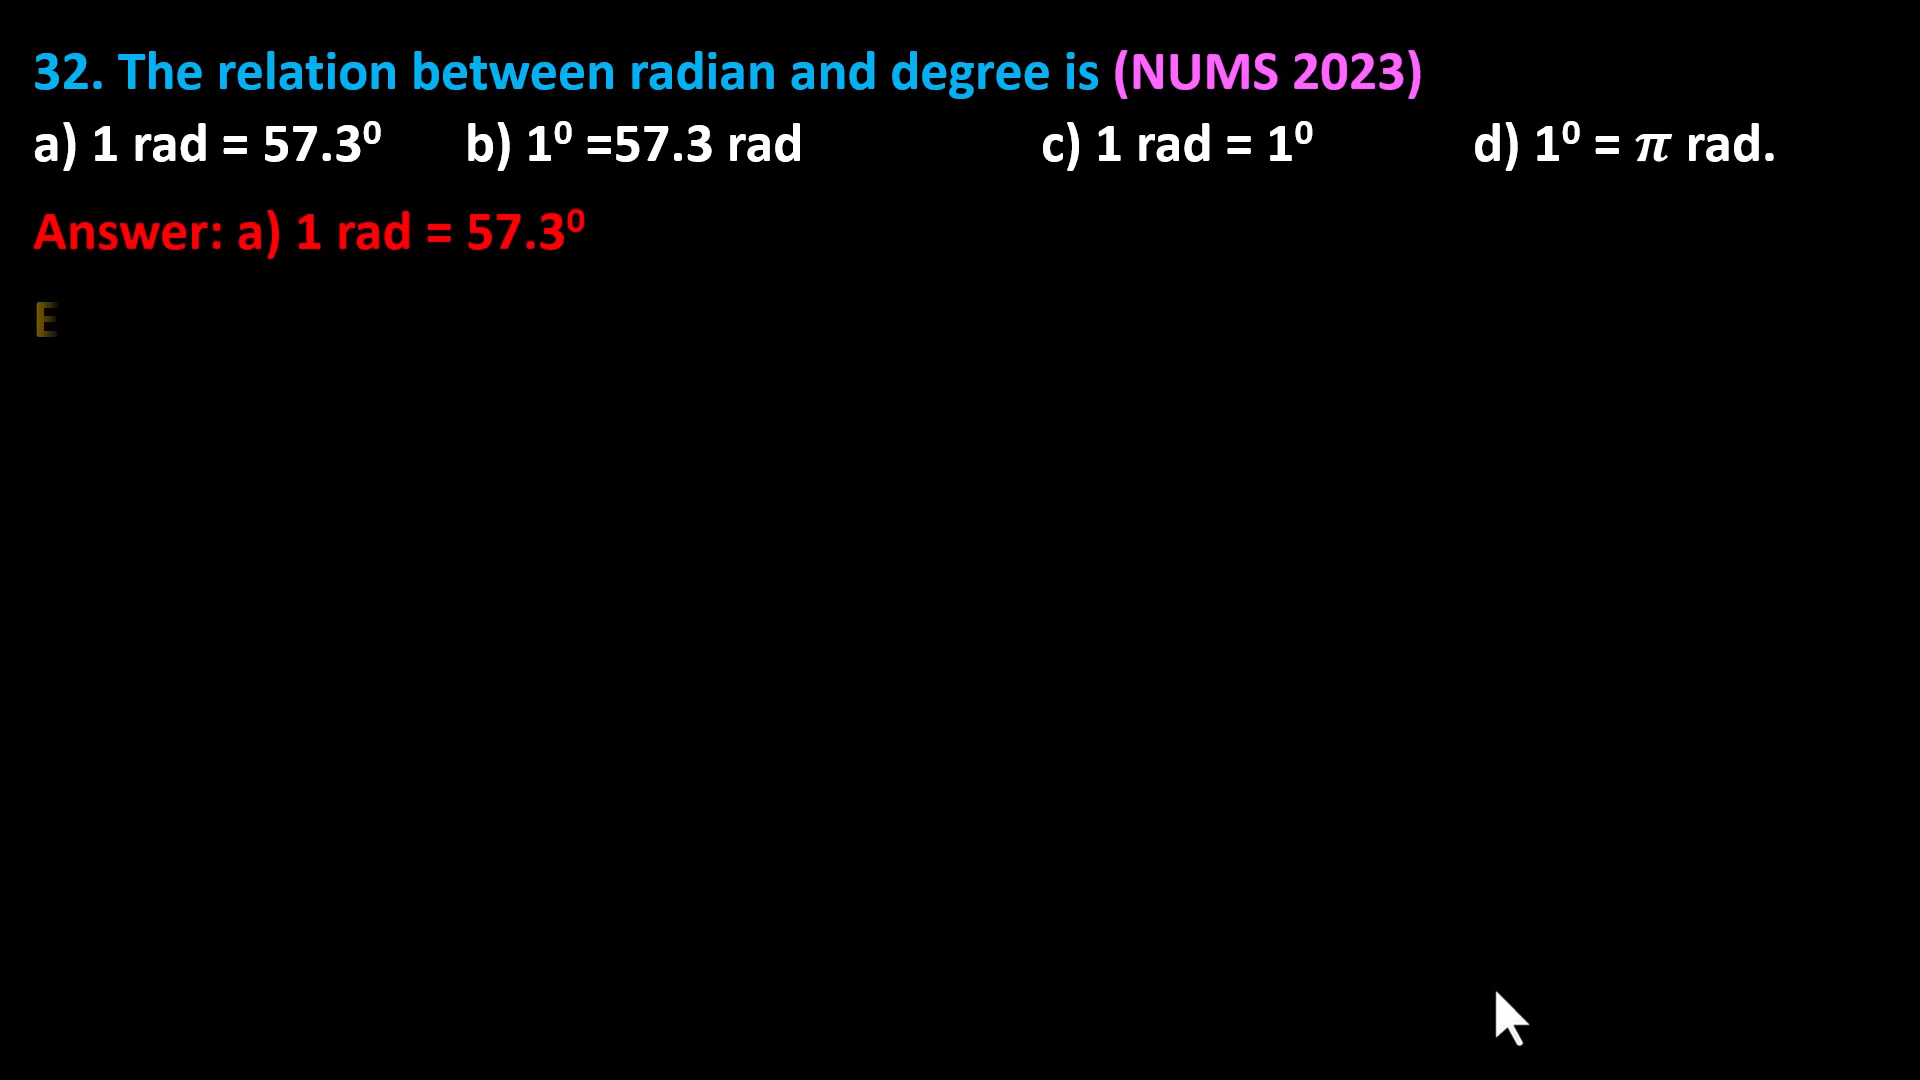 32. The relation between radian and degree is (NUMS 2023)
a) 1 rad = 57.3⁰ b) 1⁰ =57.3 rad c) 1 rad = 1⁰ d) 1⁰ = π rad.
Answer: a) 1 rad = 57.3⁰
E